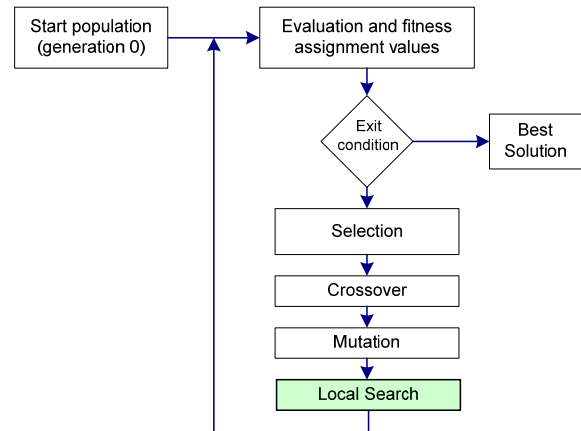 Start population
(generation 0)
Evaluation and fitness
assignment values
Exit
condition
Best
Solution
Selection
Crossover
Mutation
Local Search